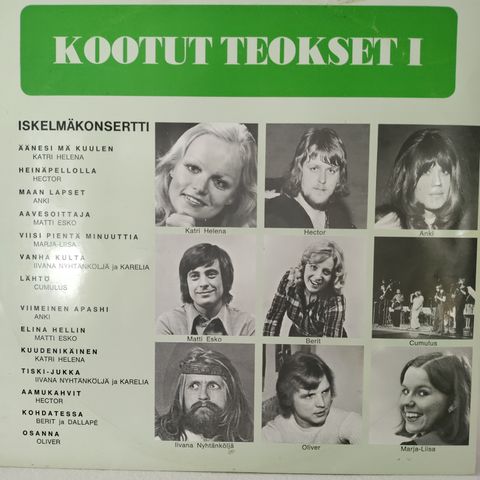 KOOTUT TEOKSET I
ISKELMÄKONSERTTI
ÄÄNESI MÄ KUULEN
KATRI HELENA
HEINÄPELLOLLA
HECTOR
MAAN LAPSET
ANKI
AAVESOITTAJA
MATTI ESKO
VIISI PIENTÄ MINUUTTIA
MARJA-LIISA
VANHA KULTA
IIVANA NYHTÄNKÖLJÄ ja KARELIA
LÄHTÖ
CUMULUS
VIIMEINEN APASHI
ANKI
ELINA HELLIN
MATTI ESKO
KUUDENIKÄINEN
KATRI HELENA
TISKI-JUKKA
IIVANA NYHTÄNKÖLJÄ ja KARELIA
AAMUKAHVIT
HECTOR
KOHDATESSA
BERIT ja DALLAPÉ
OSANNA
OLIVER
Katri Helena
Hector
Anki
Matti Esko
Berit
Cumulus
Iivana Nyhtänköljä
Oliver
Marja-Liisa